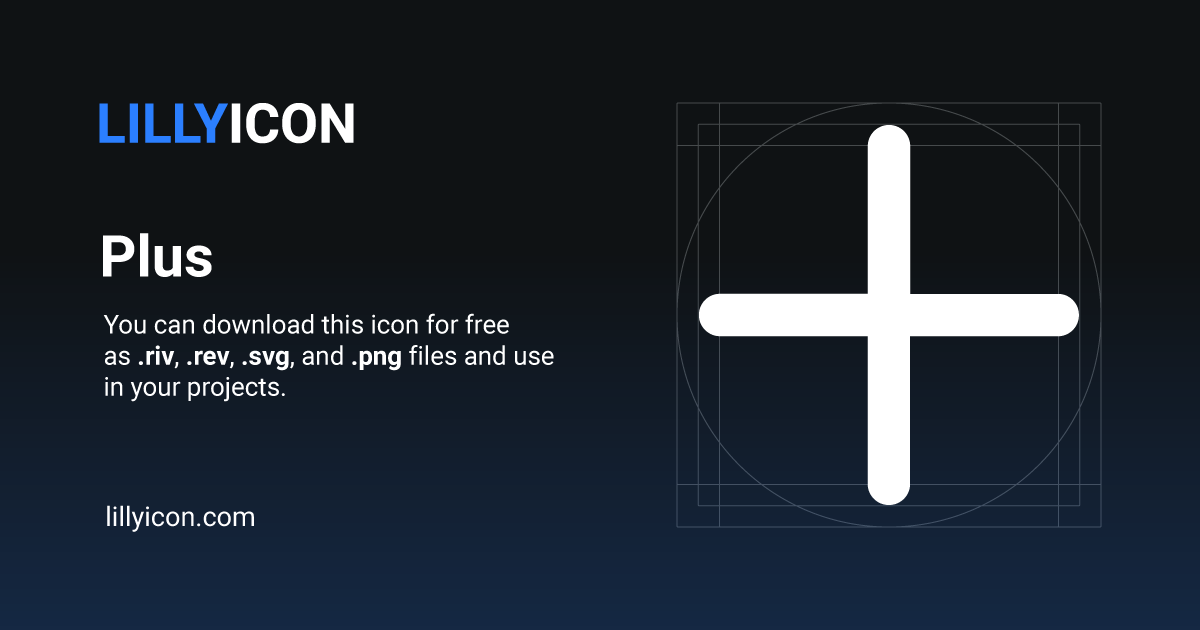 LILLYICON
Plus
You can download this icon for free
as .riv, .rev, .svg, and .png files and use
in your projects.
lillyicon.com